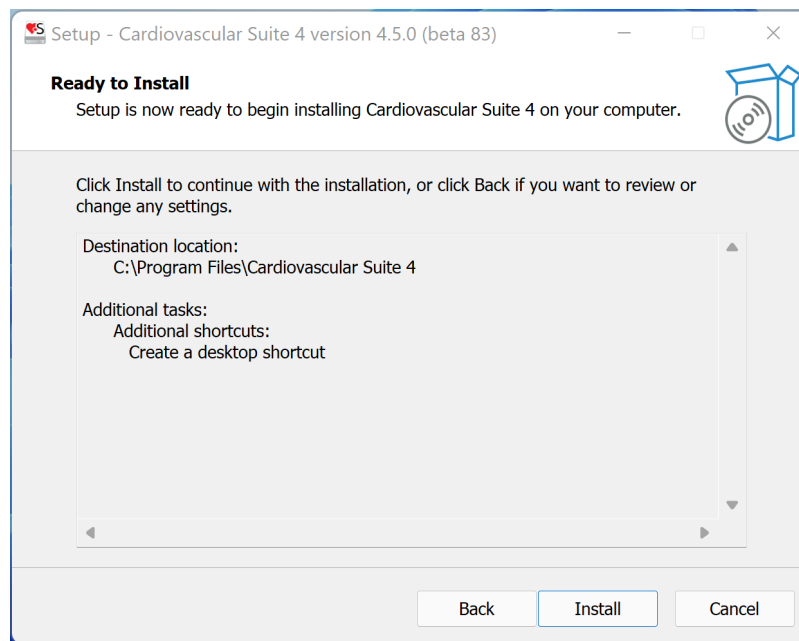 Setup - Cardiovascular Suite 4 version 4.5.0 (beta 83)
Ready to Install
Setup is now ready to begin installing Cardiovascular Suite 4 on your computer.
Click Install to continue with the installation, or click Back if you want to review or
change any settings.
Destination location:
C:\Program Files\Cardiovascular Suite 4
Additional tasks:
Additional shortcuts:
Create a desktop shortcut
Back
Install
Cancel